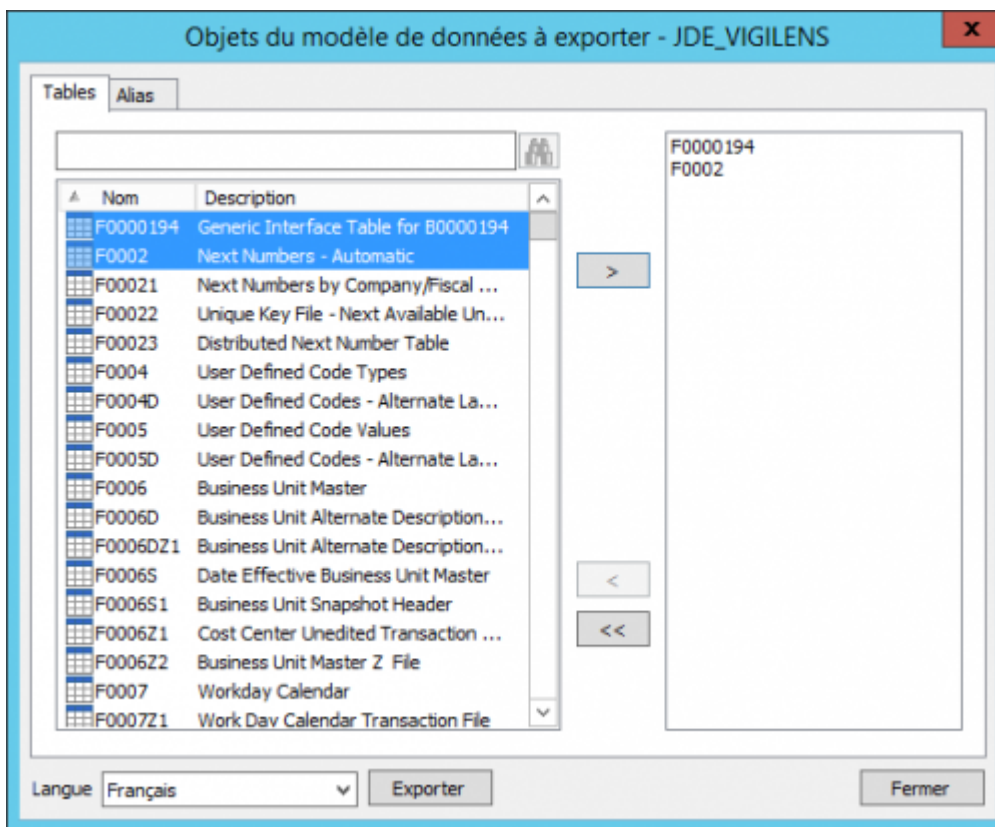 Objets du modèle de données à exporter - JDE_VIGILENS
x
Tables Alias
Nom Description
F0000194 Generic Interface Table for B0000194
F0002 Next Numbers - Automatic
F00021 Next Numbers by Company/Fiscal ...
F00022 Unique Key File - Next Available Un...
F00023 Distributed Next Number Table
F0004 User Defined Code Types
F0004D User Defined Codes - Alternate La...
F0005 User Defined Code Values
F0005D User Defined Codes - Alternate La...
F0006 Business Unit Master
F0006D Business Unit Alternate Description...
F0006DZ1 Business Unit Alternate Description...
F0006S Date Effective Business Unit Master
F0006S1 Business Unit Snapshot Header
F0006Z1 Cost Center Unedited Transaction ...
F0006Z2 Business Unit Master Z File
F0007 Workday Calendar
F0007Z1 Work Day Calendar Transaction File
>
<
<<
F0000194
F0002
Langue Français Exporter Fermer